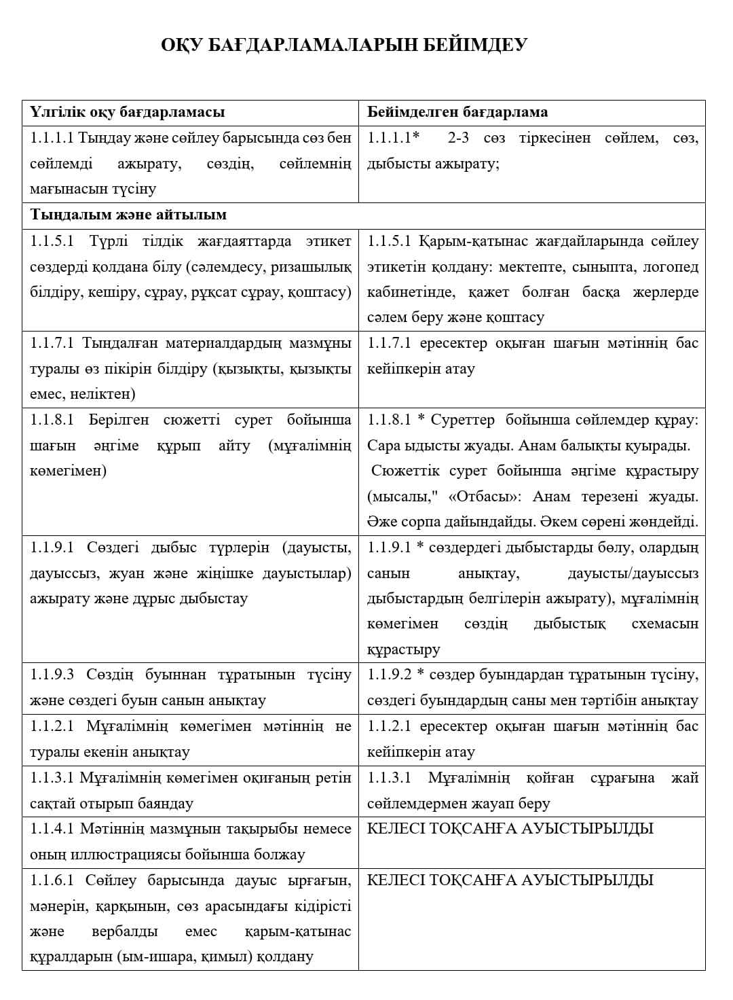 ОҚУ БАҒДАРЛАМАЛАРЫН БЕЙІМДЕУ
Үлгілік оқу бағдарламасы
Бейімделген бағдарлама
1.1.1.1 Тыңдау және сөйлеу барысында сөз бен
сөйлемді ажырату, сөздің, сөйлемнің
мағынасын түсіну
1.1.1.1* 2-3 сөз тіркесінен сөйлем, сөз,
дыбысты ажырату;
Тыңдалым және айтылым
1.1.5.1 Түрлі тілдік жағдаяттарда этикет
сөздерді қолдана білу (сәлемдесу, ризашылық
білдіру, кешіру, сұрау, рұқсат сұрау, қоштасу)
1.1.5.1 Қарым-қатынас жағдайларында сөйлеу
этикетін қолдану: мектепте, сыныпта, логопед
кабинетінде, қажет болған басқа жерлерде
сәлем беру және қоштасу
1.1.7.1 Тыңдалған материалдардың мазмұны
туралы өз пікірін білдіру (қызықты, қызықты
емес, неліктен)
1.1.7.1 ересектер оқыған шағын мәтіннің бас
кейіпкерін атау
1.1.8.1 Берілген сюжетті сурет бойынша
шағын әңгіме құрып айту (мұғалімнің
көмегімен)
1.1.8.1 * Суреттер бойынша сөйлемдер құрау:
Сара ыдысты жуады. Анам балықты қуырады.
Сюжеттік сурет бойынша әңгіме құрастыру
(мысалы," «Отбасы»: Анам терезені жуады.
Әже сорпа дайындайды. Әкем сөрені жөндейді.
1.1.9.1 Сөздегі дыбыс түрлерін (дауысты,
дауыссыз, жуан және жіңішке дауыстылар)
ажырату және дұрыс дыбыстау
1.1.9.1 * сөздердегі дыбыстарды бөлу, олардың
санын анықтау, дауысты/дауыссыз
дыбыстардың белгілерін ажырату), мұғалімнің
көмегімен сөздің дыбыстық схемасын
құрастыру
1.1.9.3 Сөздің буыннан тұратынын түсіну
және сөздегі буын санын анықтау
1.1.9.2 * сөздер буындардан тұратынын түсіну,
сөздегі буындардың саны мен тәртібін анықтау
1.1.2.1 Мұғалімнің көмегімен мәтіннің не
туралы екенін анықтау
1.1.2.1 ересектер оқыған шағын мәтіннің бас
кейіпкерін атау
1.1.3.1 Мұғалімнің көмегімен оқиғаның ретін
сақтай отырып баяндау
1.1.3.1 Мұғалімнің қойған сұрағына жай
сөйлемдермен жауап беру
1.1.4.1 Мәтіннің мазмұнын тақырыбы немесе
оның иллюстрациясы бойынша болжау
КЕЛЕСІ ТОҚСАНҒА АУЫСТЫРЫЛДЫ
1.1.6.1 Сөйлеу барысында дауыс ырғағын,
мәнерін, қарқынын, сөз арасындағы кідірісті
және вербалды емес қарым-қатынас
құралдарын (ым-ишара, қимыл) қолдану
КЕЛЕСІ ТОҚСАНҒА АУЫСТЫРЫЛДЫ